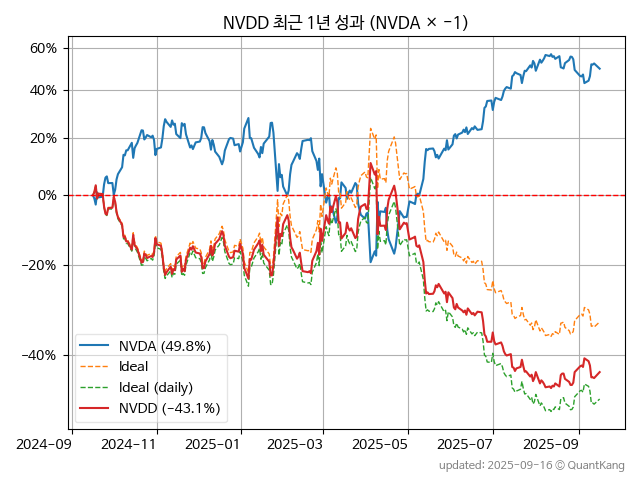 NVDD 최근 1년 성과 (NVDA × −1)
60%
40%
20%
0%
−20%
−40%
NVDA (49.8%)
Ideal
Ideal (daily)
NVDD (−43.1%)
2024-09 2024-11 2025-01 2025-03 2025-05 2025-07 2025-09
updated: 2025-09-16 © QuantKang